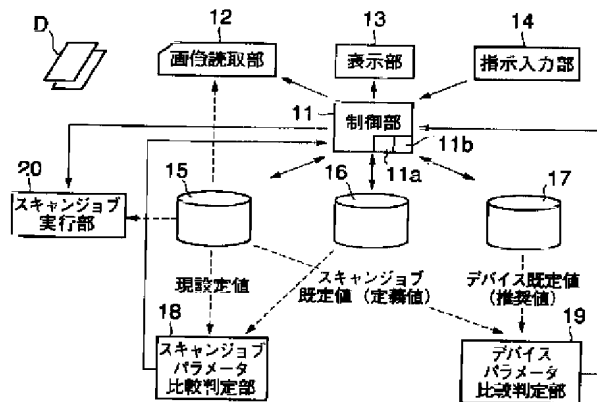 D
12
画像読取部
13
表示部
14
指示入力部
11
制御部
11a
11b
20
スキャンジョブ
実行部
15
16
17
現設定値
スキャンジョブ
既定値(定義値)
デバイス既定値
(推奨値)
18
スキャンジョブ
パラメータ
比較判定部
19
デバイス
パラメータ
比較判定部